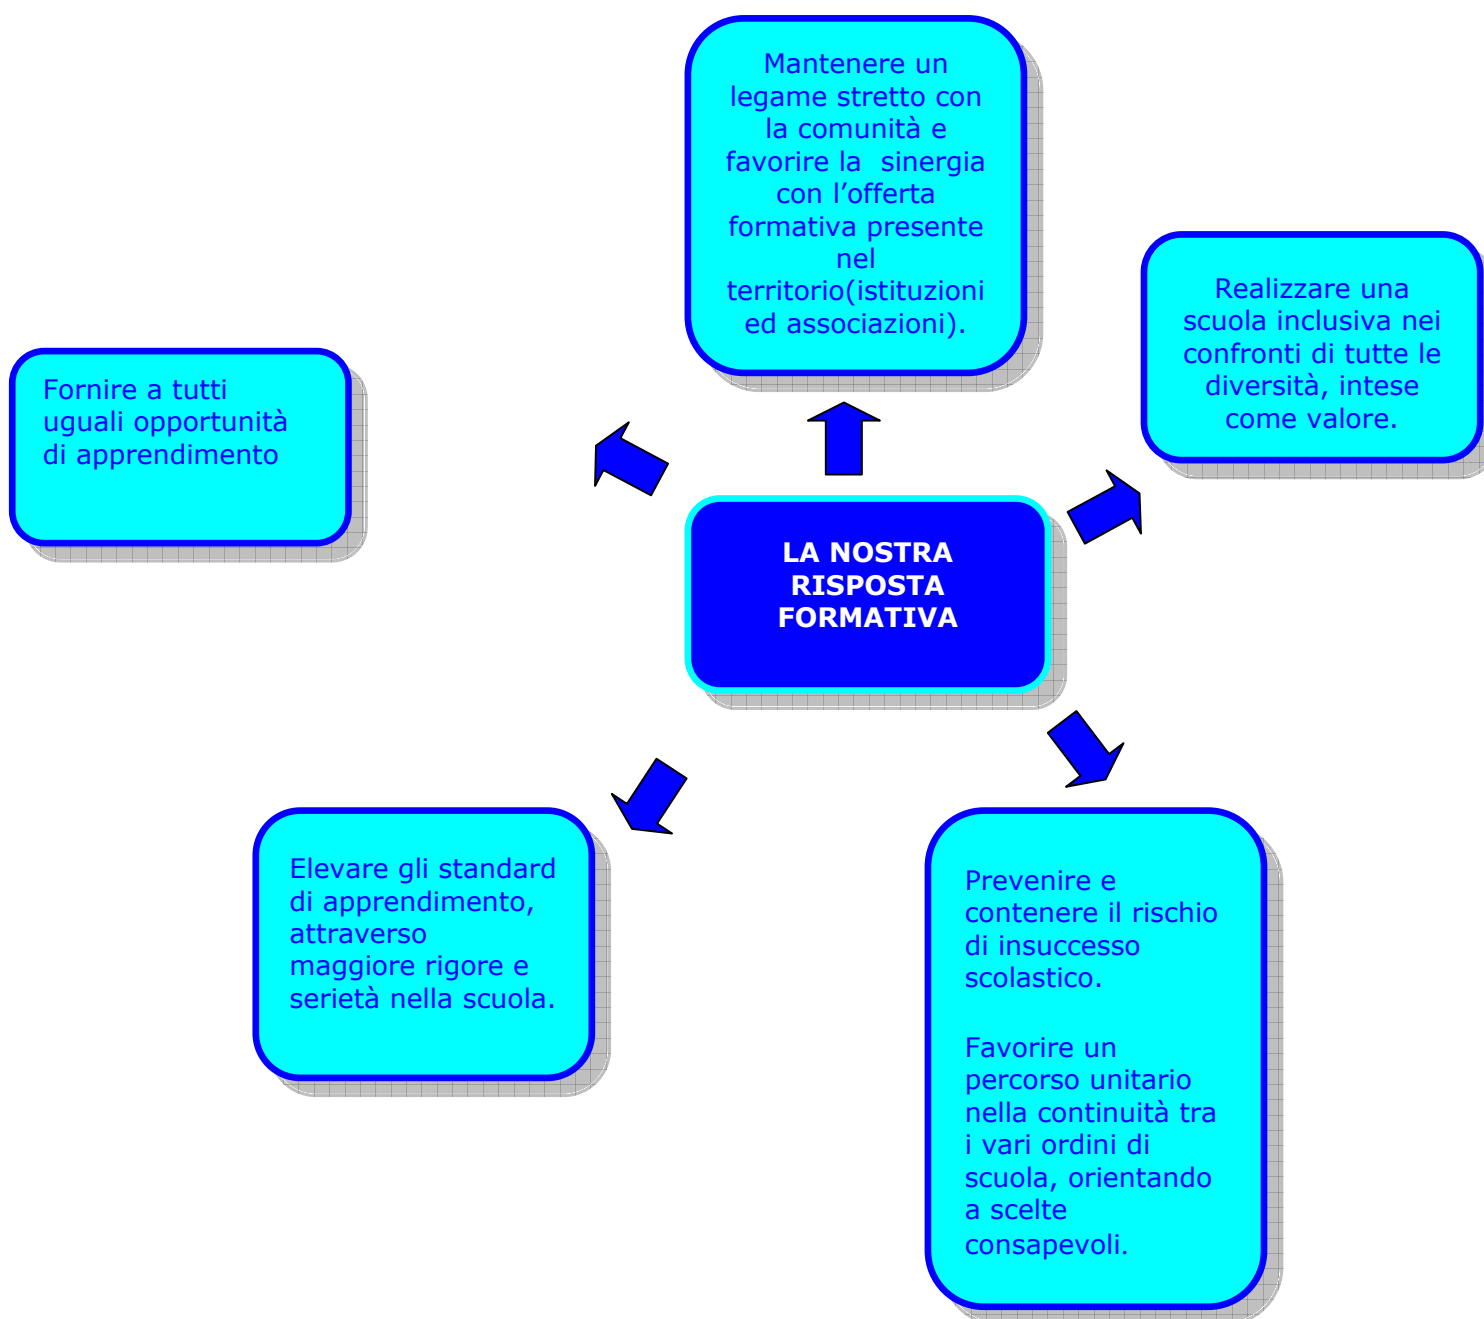 Mantenere un
legame stretto con
la comunità e
favorire la  sinergia
con l’offerta
formativa presente
nel
territorio(istituzioni
ed associazioni).
Realizzare una
scuola inclusiva nei
confronti di tutte le
diversità, intese
come valore.
Fornire a tutti
uguali opportunità
di apprendimento
LA NOSTRA
RISPOSTA
FORMATIVA
Elevare gli standard
di apprendimento,
attraverso
maggiore rigore e
serietà nella scuola.
Prevenire e
contenere il rischio
di insuccesso
scolastico.
Favorire un
percorso unitario
nella continuità tra
i vari ordini di
scuola, orientando
a scelte
consapevoli.